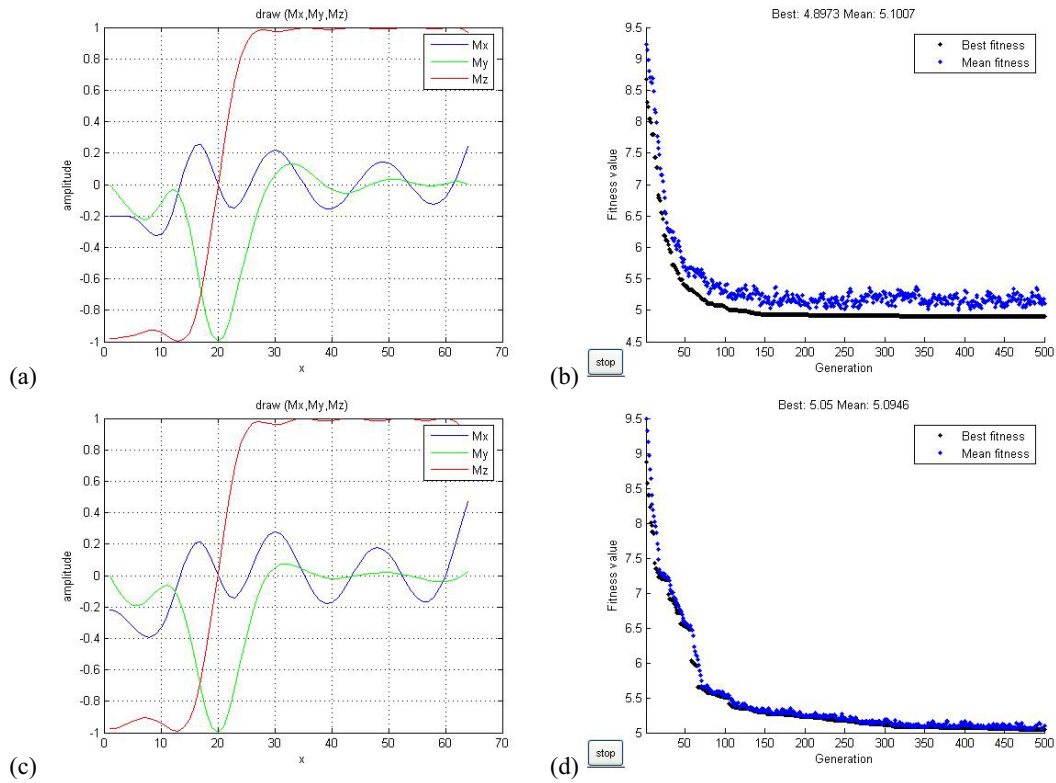 draw (Mx,My,Mz)
1
0.8
0.6
0.4
0.2
0
-0.2
-0.4
-0.6
-0.8
-1
amplitude
Mx
My
Mz
0 10 20 30 40 50 60 70
x
(a)
Best: 4.8973 Mean: 5.1007
9.5
9
8.5
8
7.5
7
6.5
6
5.5
5
4.5
Fitness value
Best fitness
Mean fitness
50 100 150 200 250 300 350 400 450 500
Generation
stop
(b)
draw (Mx,My,Mz)
1
0.8
0.6
0.4
0.2
0
-0.2
-0.4
-0.6
-0.8
-1
amplitude
Mx
My
Mz
0 10 20 30 40 50 60 70
x
(c)
Best: 5.05 Mean: 5.0946
9.5
9
8.5
8
7.5
7
6.5
6
5.5
5
Fitness value
Best fitness
Mean fitness
50 100 150 200 250 300 350 400 450 500
Generation
stop
(d)